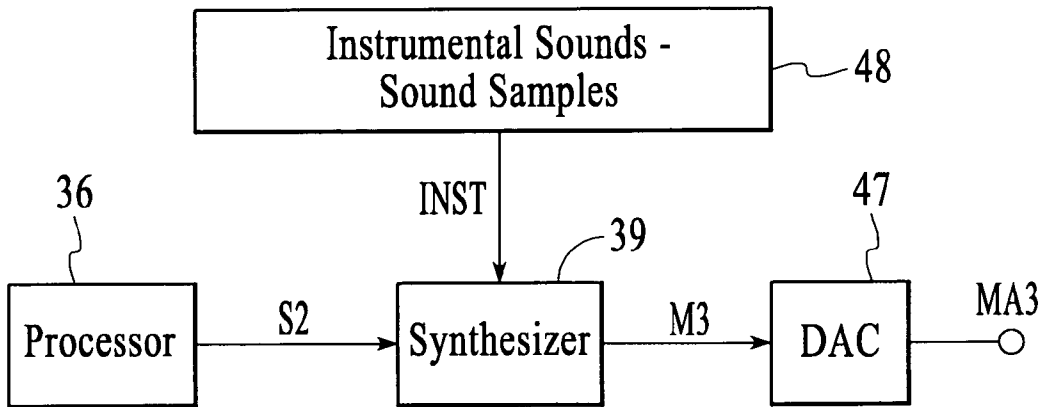 Instrumental Sounds -
Sound Samples
48
36
INST
39
47
Processor
S2
Synthesizer
M3
DAC
MA3